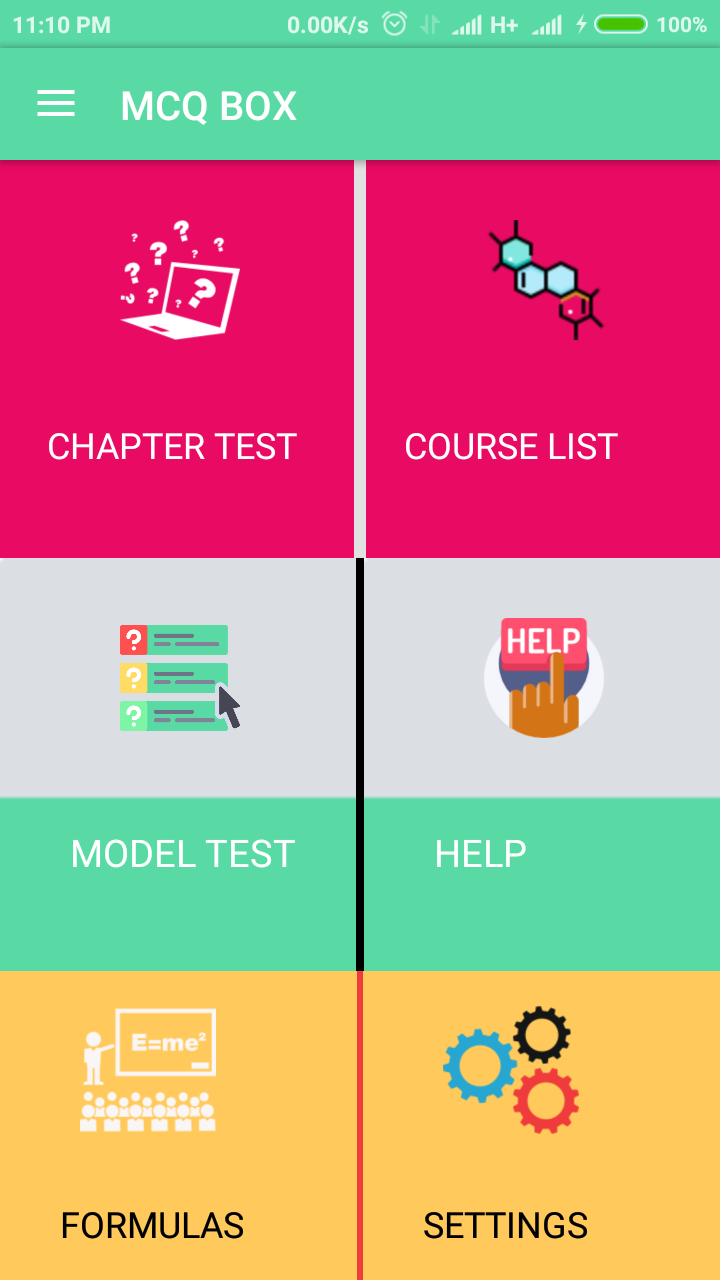 11:10 PM 0.00K/s H+ 100%
MCQ BOX
? ? ? ? ? ? ? ? ?
CHAPTER TEST COURSE LIST
?
?
?
HELP
MODEL TEST HELP
E=me²
FORMULAS SETTINGS